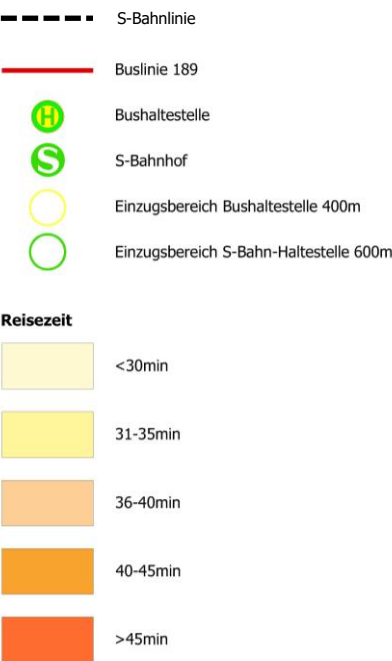 S-Bahnlinie
Buslinie 189
H Bushaltestelle
S S-Bahnhof
Einzugsbereich Bushaltestelle 400m
Einzugsbereich S-Bahn-Haltestelle 600m
Reisezeit
<30min
31-35min
36-40min
40-45min
>45min